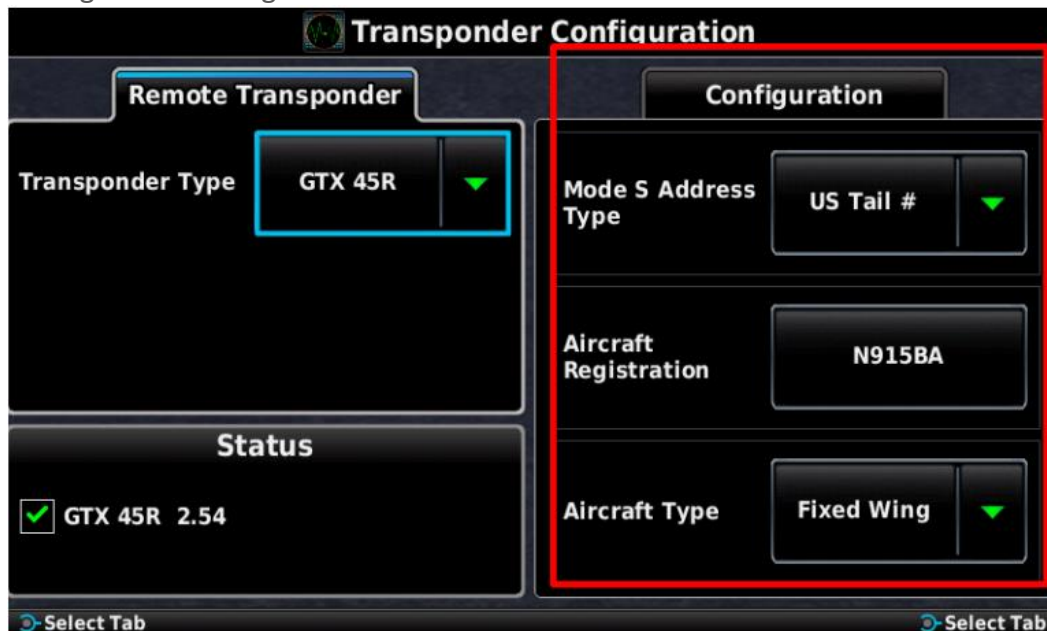 Transponder Configuration
Remote Transponder
Transponder Type
GTX 45R
Status
GTX 45R 2.54
Configuration
Mode S Address
Type
US Tail #
Aircraft
Registration
N915BA
Aircraft Type
Fixed Wing
Select Tab
Select Tab